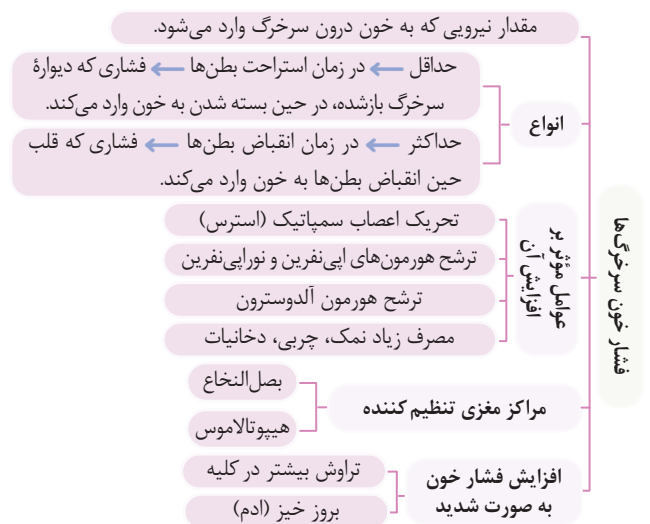 فشار خون سرخرگ‌ها
مقدار نیرویی که به خون درون سرخرگ وارد می‌شود.
انواع
حداقل ← در زمان استراحت بطن‌ها ← فشاری که دیوارهٔ
سرخرگ بازشده، در حین بسته شدن به خون وارد می‌کند.
حداکثر ← در زمان انقباض بطن‌ها ← فشاری که قلب
حین انقباض بطن‌ها به خون وارد می‌کند.
عوامل مؤثر بر
افزایش آن
تحریک اعصاب سمپاتیک (استرس)
ترشح هورمون‌های اپی‌نفرین و نوراپی‌نفرین
ترشح هورمون آلدوسترون
مصرف زیاد نمک، چربی، دخانیات
مراکز مغزی تنظیم‌کننده
بصل‌النخاع
هیپوتالاموس
افزایش فشار خون
به صورت شدید
تراوش بیشتر در کلیه
بروز خیز (ادم)